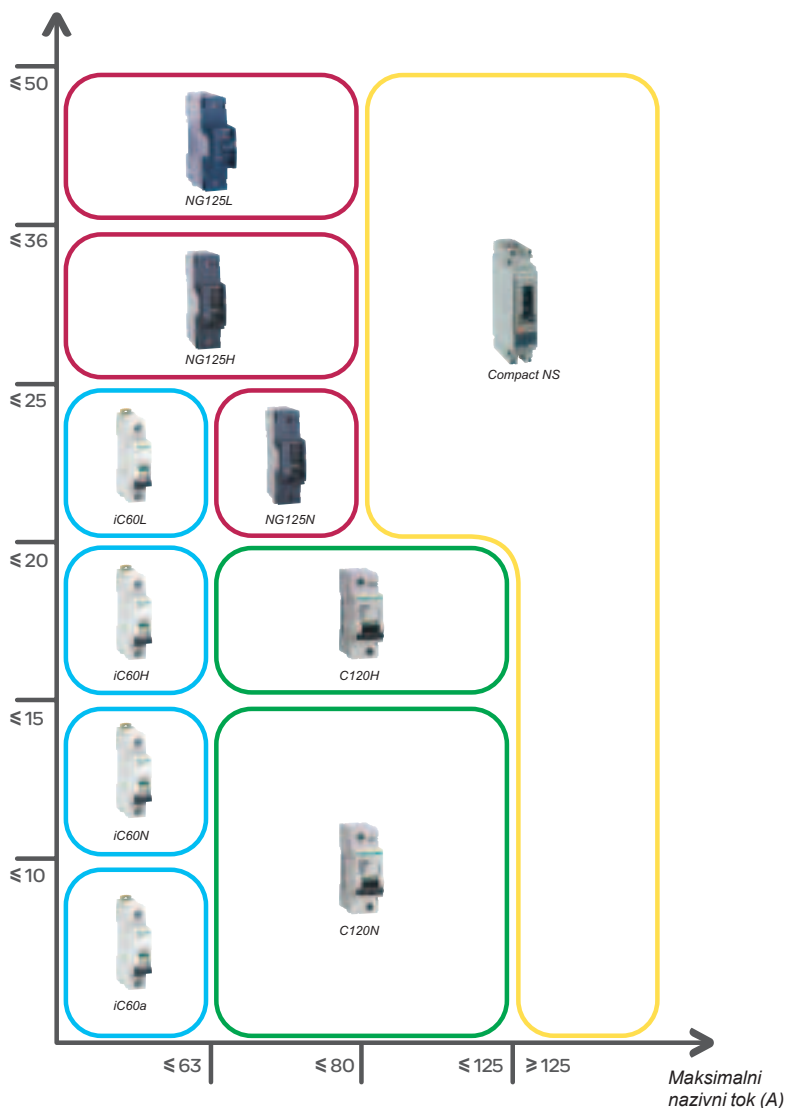 ≤50
NG125L
≤36
NG125H
Compact NS
≤25
iC60L
NG125N
≤20
iC60H
C120H
≤15
iC60N
≤10
C120N
iC60a
≤63
≤80
≤125
≥125
Maksimalni
nazivni tok (A)